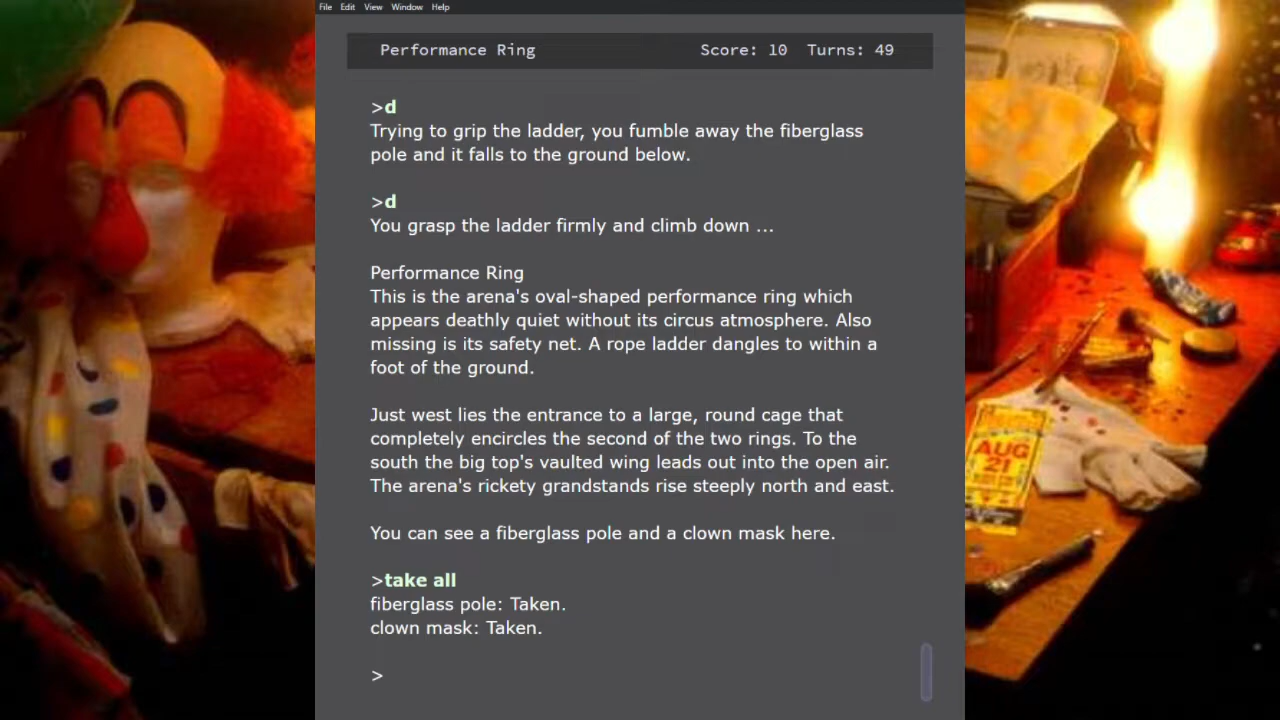 File Edit View Window Help
Performance Ring Score: 10 Turns: 49
>d
Trying to grip the ladder, you fumble away the fiberglass
pole and it falls to the ground below.
>d
You grasp the ladder firmly and climb down ...
Performance Ring
This is the arena's oval-shaped performance ring which
appears deathly quiet without its circus atmosphere. Also
missing is its safety net. A rope ladder dangles to within a
foot of the ground.
Just west lies the entrance to a large, round cage that
completely encircles the second of the two rings. To the
south the big top's vaulted wing leads out into the open air.
The arena's rickety grandstands rise steeply north and east.
You can see a fiberglass pole and a clown mask here.
>take all
fiberglass pole: Taken.
clown mask: Taken.
>
AUG
21